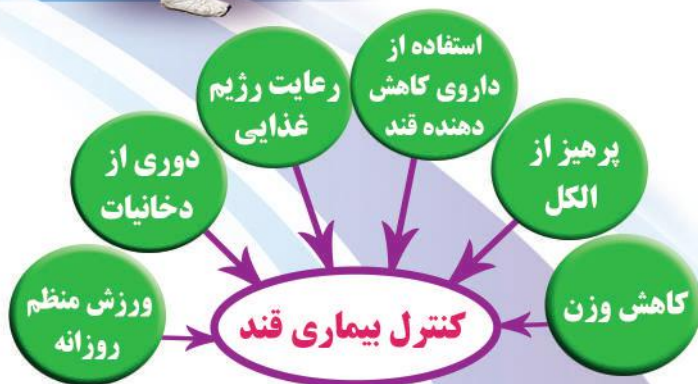 استفاده از
داروی کاهش
دهنده قند
رعایت رژیم
غذایی
پرهیز از
الکل
دوری از
دخانیات
کاهش وزن
ورزش منظم
روزانه
کنترل بیماری قند